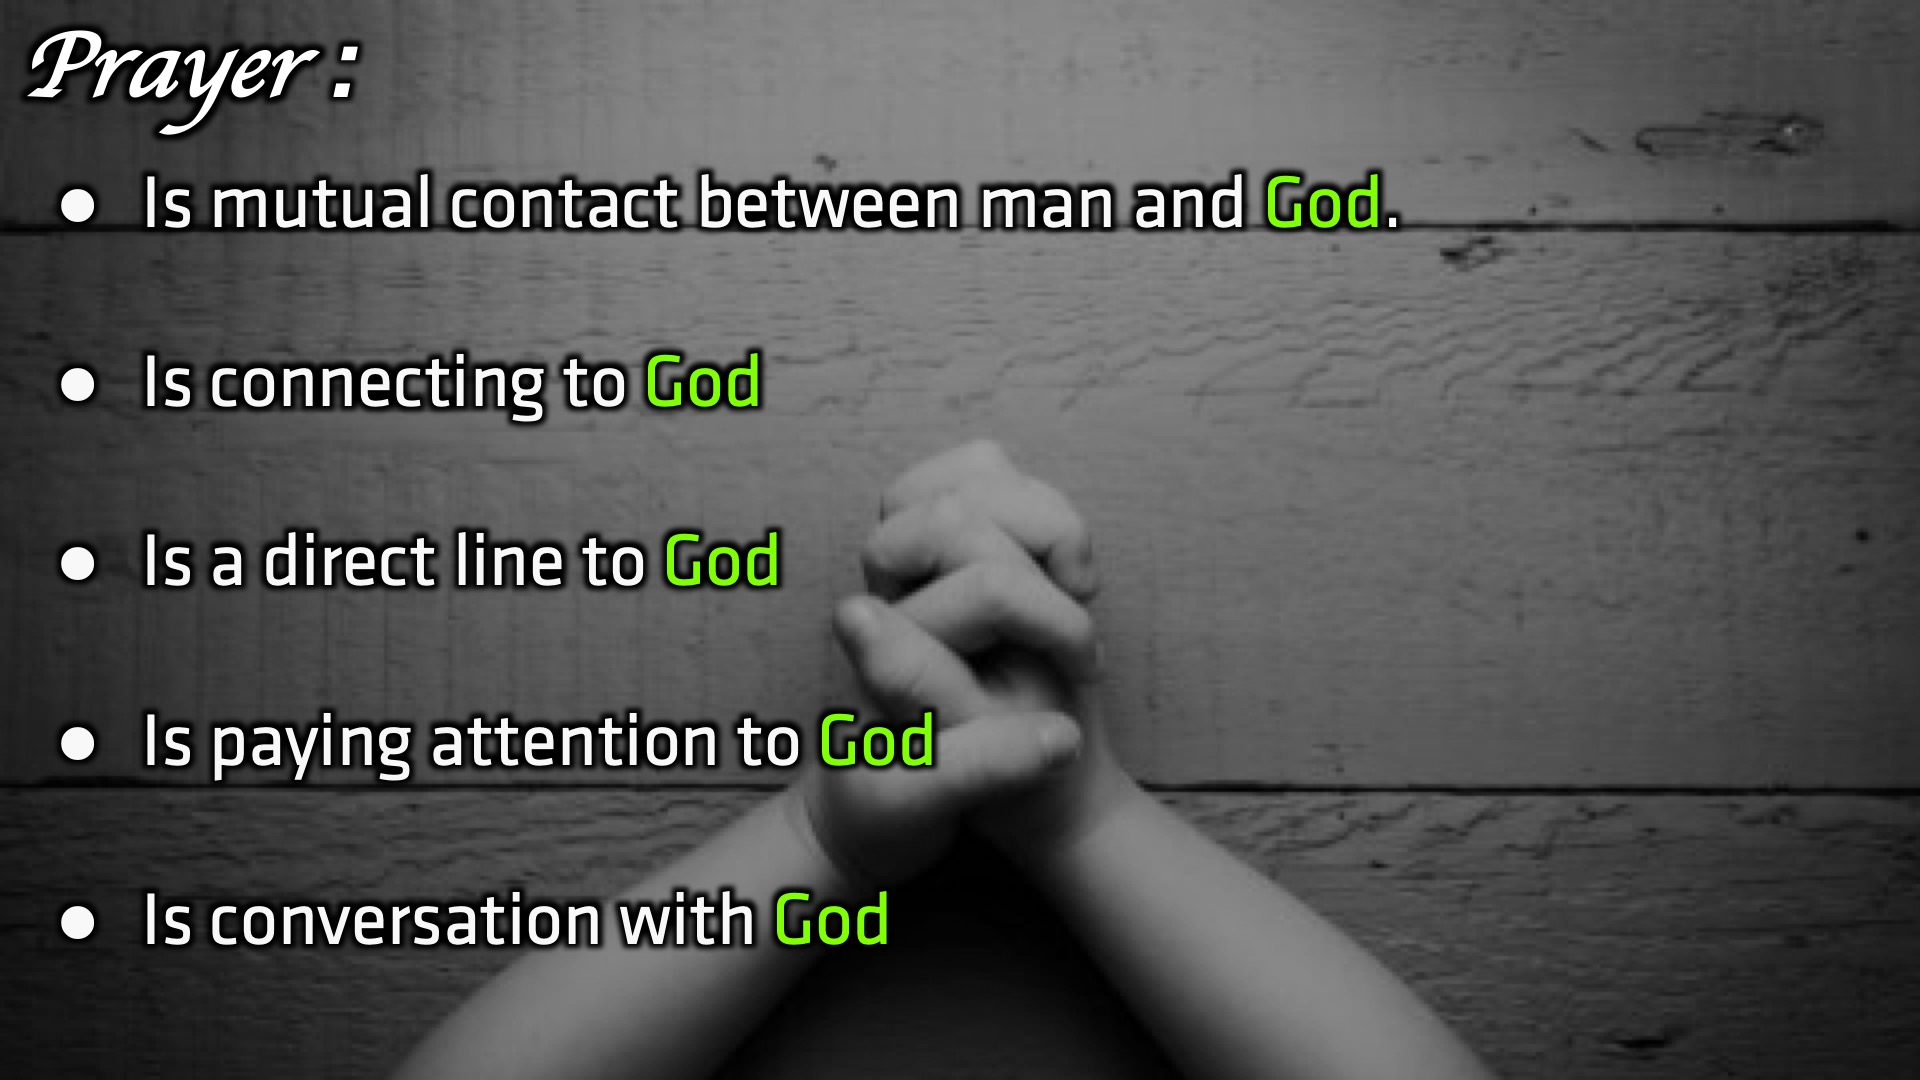 Prayer :
● Is mutual contact between man and God.
● Is connecting to God
● Is a direct line to God
● Is paying attention to God
● Is conversation with God